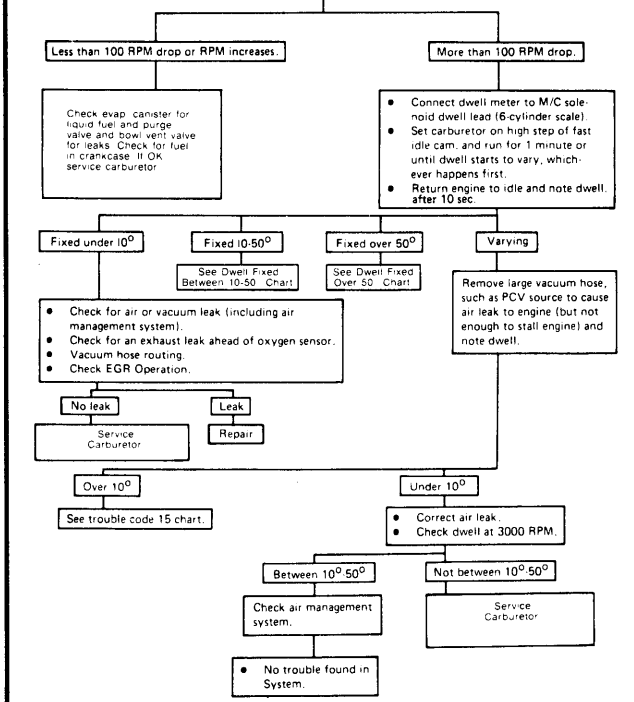 Less than 100 RPM drop or RPM increases.
More than 100 RPM drop.
Check evap canister for
liquid fuel and purge
valve and bowl vent valve
for leaks Check for fuel
in crankcase If OK
service carburetor
• Connect dwell meter to M/C sole-
noid dwell lead (6-cylinder scale).
• Set carburetor on high step of fast
idle cam. and run for 1 minute or
until dwell starts to vary, which-
ever happens first.
• Return engine to idle and note dwell.
after 10 sec.
Fixed under 10°
Fixed 10-50°
Fixed over 50°
Varying
See Dwell Fixed
Between 10-50 Chart
See Dwell Fixed
Over 50 Chart
Remove large vacuum hose,
such as PCV source to cause
air leak to engine (but not
enough to stall engine) and
note dwell.
• Check for air or vacuum leak (including air
management system).
• Check for an exhaust leak ahead of oxygen sensor.
• Vacuum hose routing.
• Check EGR Operation.
No leak
Leak
Service
Carburetor
Repair
Over 10°
Under 10°
See trouble code 15 chart.
• Correct air leak.
• Check dwell at 3000 RPM.
Between 10°-50°
Not between 10°-50°
Check air management
system.
Service
Carburetor
• No trouble found in
System.